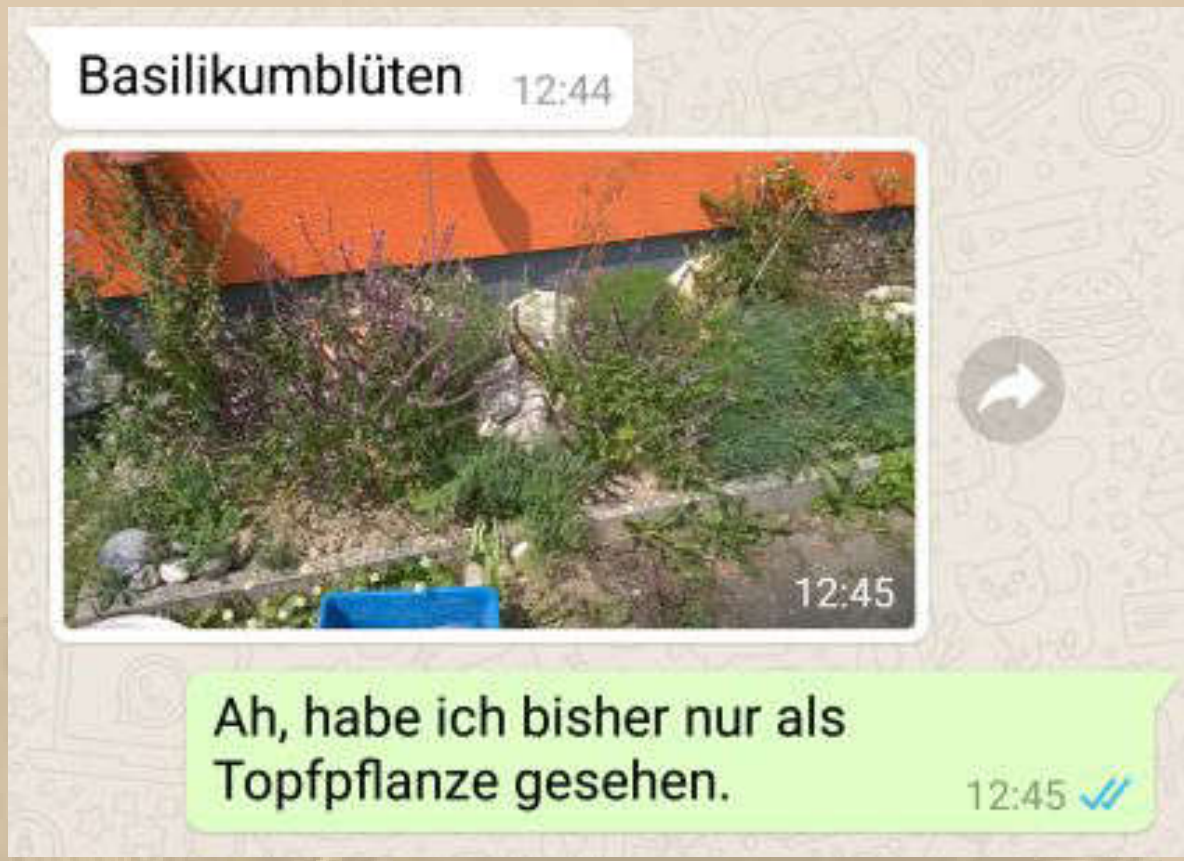 Basilikumblüten 12:44
12:45
Ah, habe ich bisher nur als
Topfpflanze gesehen. 12:45